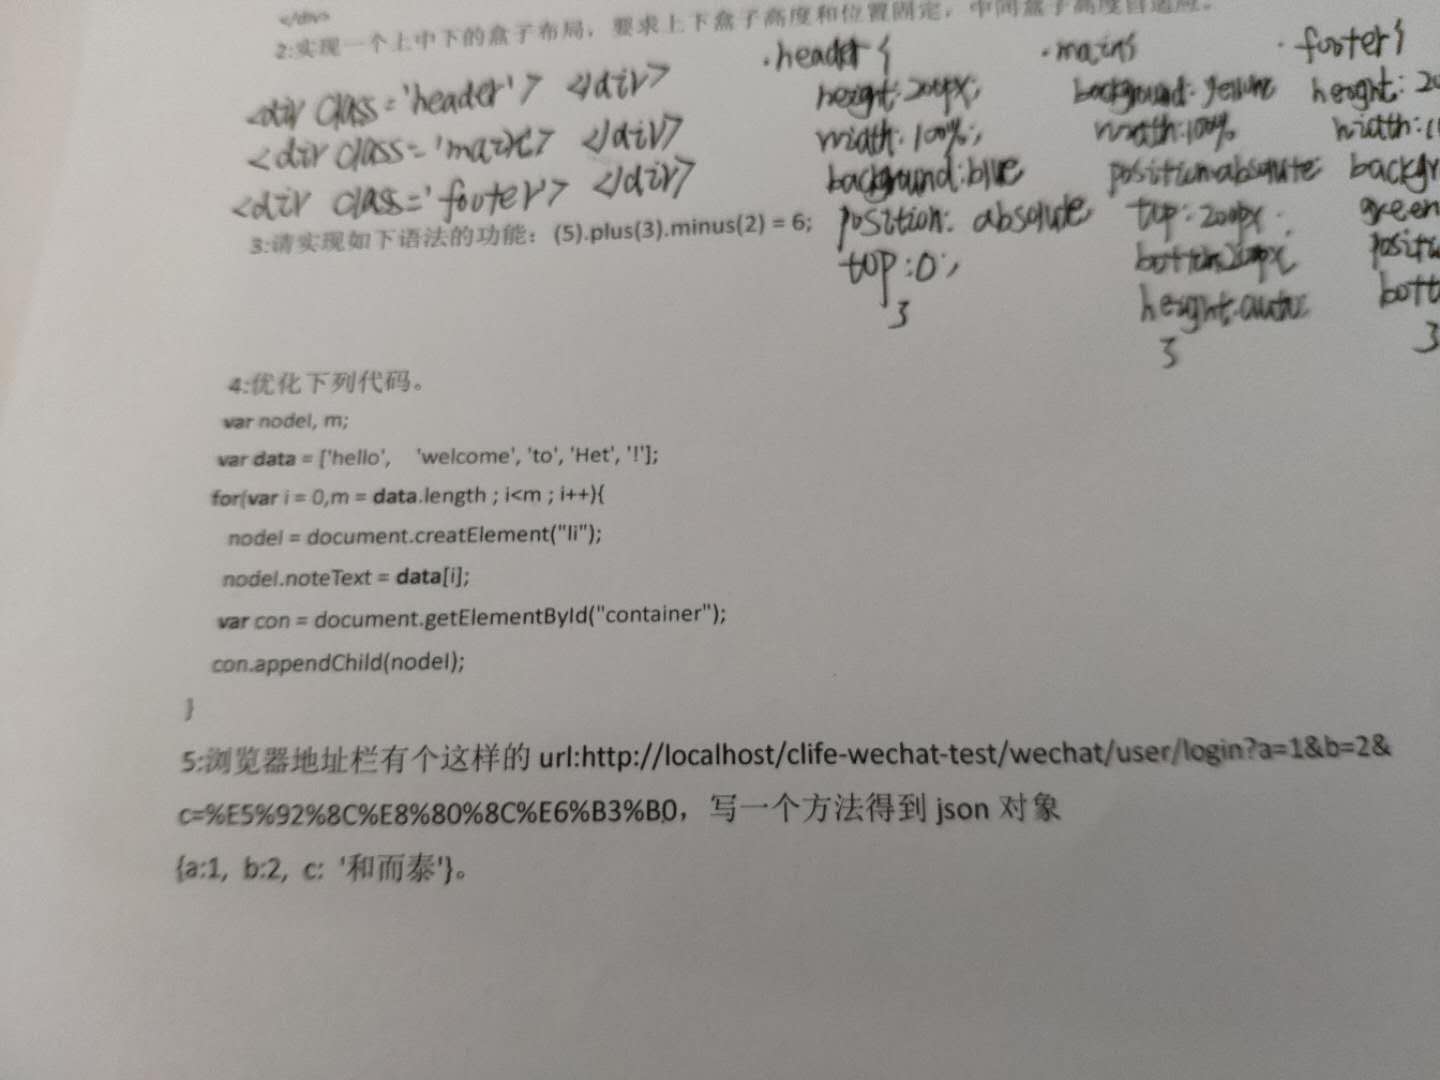 </div>
2:实现一个上中下的盒子布局，要求上下盒子高度和位置固定，中间盒子高度自适应。
<div class='header'> </div>
<div class='main'> </div>
<div class='footer'> </div>
.header{
height:200px;
width:100%;
background:blue
position: absolute
top:0;
}
.main{
background:yellow
width:100%
position:absolute
top:200px;
bottom:200px
height:auto
}
.footer{
height: 20
width:1
backgr
green
positi
bott
}
3:请实现如下语法的功能：(5).plus(3).minus(2) = 6;
4:优化下列代码。
var nodel, m;
var data = ['hello', 'welcome', 'to', 'Het', '!'];
for(var i = 0,m = data.length ; i<m ; i++){
nodel = document.creatElement("li");
nodel.noteText = data[i];
var con = document.getElementById("container");
con.appendChild(nodel);
}
5:浏览器地址栏有个这样的 url:http://localhost/clife-wechat-test/wechat/user/login?a=1&b=2&
c=%E5%92%8C%E8%80%8C%E6%B3%B0，写一个方法得到 json 对象
{a:1, b:2, c: '和而泰'}。